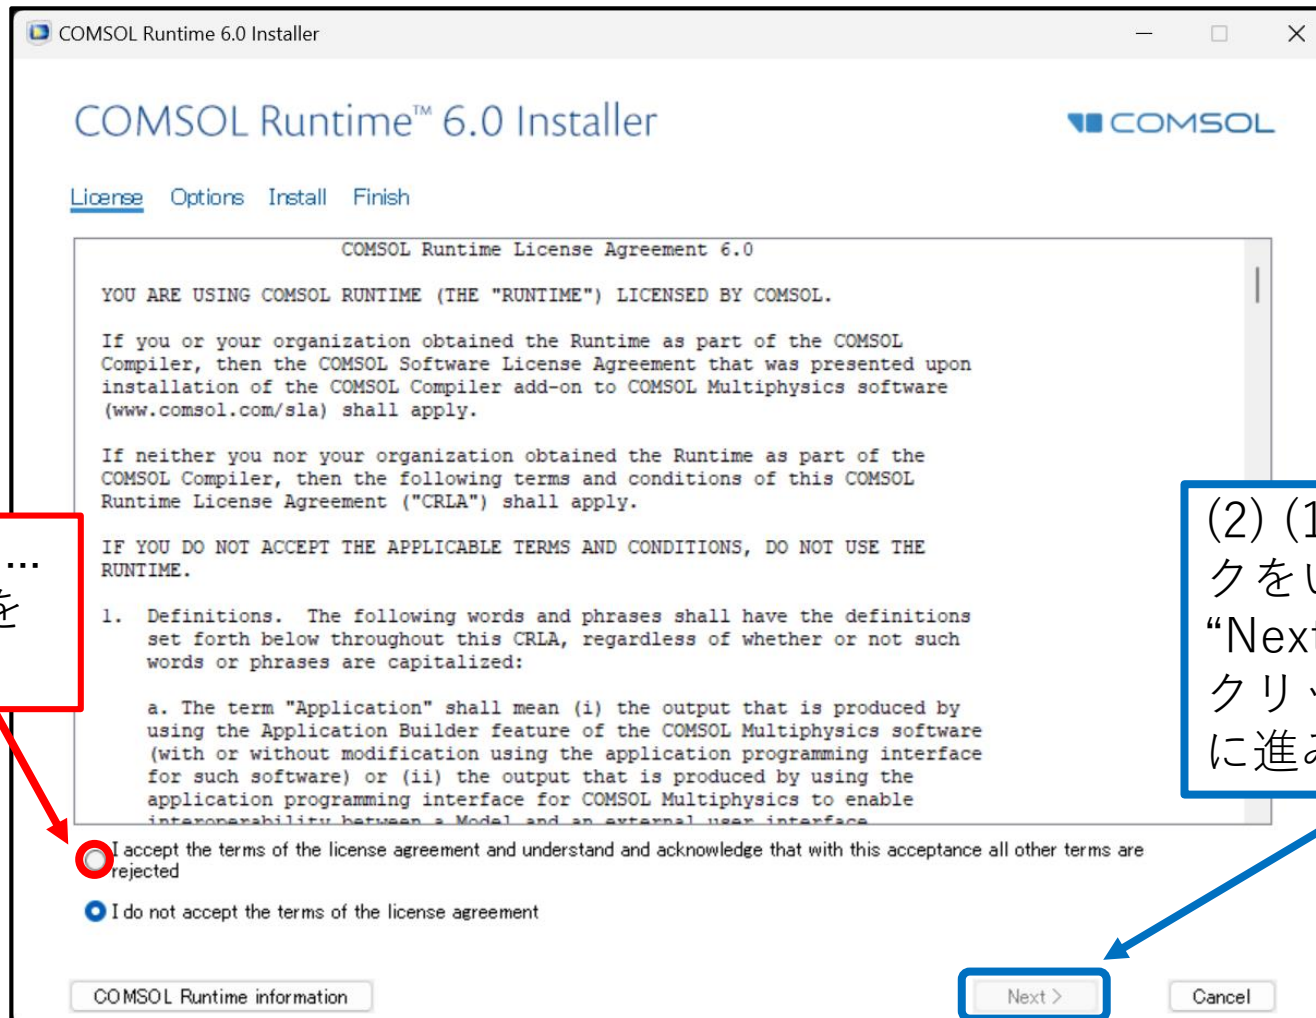 COMSOL Runtime 6.0 Installer
COMSOL Runtime™ 6.0 Installer
COMSOL
License Options Install Finish
COMSOL Runtime License Agreement 6.0
YOU ARE USING COMSOL RUNTIME (THE "RUNTIME") LICENSED BY COMSOL.
If you or your organization obtained the Runtime as part of the COMSOL
Compiler, then the COMSOL Software License Agreement that was presented upon
installation of the COMSOL Compiler add-on to COMSOL Multiphysics software
(www.comsol.com/sla) shall apply.
If neither you nor your organization obtained the Runtime as part of the
COMSOL Compiler, then the following terms and conditions of this COMSOL
Runtime License Agreement ("CRLA") shall apply.
IF YOU DO NOT ACCEPT THE APPLICABLE TERMS AND CONDITIONS, DO NOT USE THE
RUNTIME.
1. Definitions. The following words and phrases shall have the definitions
set forth below throughout this CRLA, regardless of whether or not such
words or phrases are capitalized:
a. The term "Application" shall mean (i) the output that is produced by
using the Application Builder feature of the COMSOL Multiphysics software
(with or without modification using the application programming interface
for such software) or (ii) the output that is produced by using the
application programming interface for COMSOL Multiphysics to enable
interoperability between a Model and an external user interface
...
を
(2) (1
クをい
“Next
クリッ
に進み
I accept the terms of the license agreement and understand and acknowledge that with this acceptance all other terms are
rejected
I do not accept the terms of the license agreement
COMSOL Runtime information
Next >
Cancel